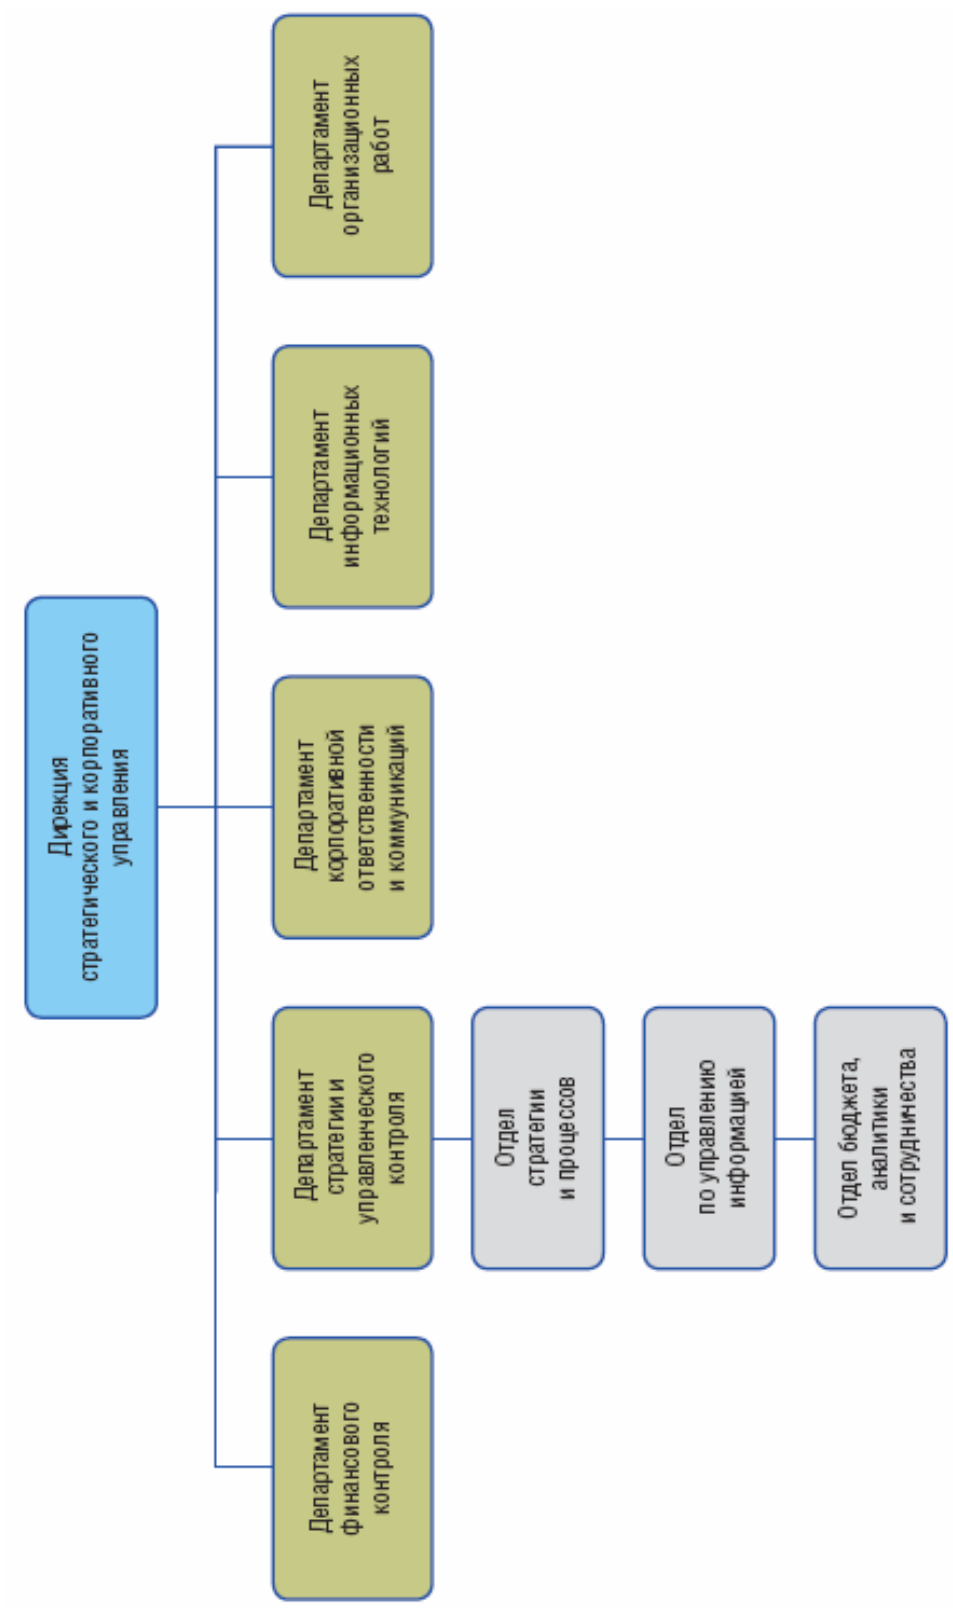 Дирекция
стратегического и корпоративного
управления
Департамент
финансового
контроля
Департамент
стратегии и
управленческого
контроля
Департамент
корпоративной
ответственности
и коммуникаций
Департамент
информационных
технологий
Департамент
организационных
работ
Отдел
стратегии
и процессов
Отдел
по управлению
информацией
Отдел бюджета,
аналитики
и сотрудничества